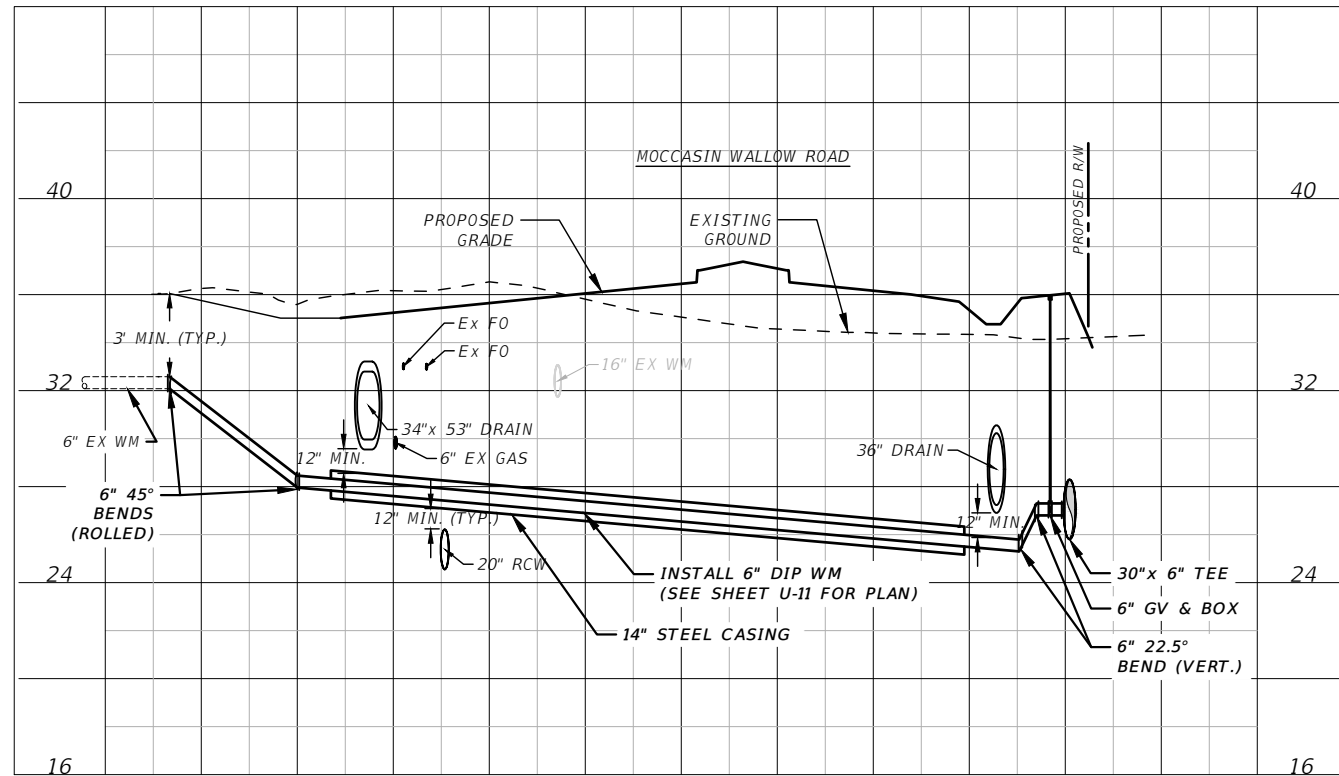 MOCCASIN WALLOW ROAD
PROPOSED R/W
40
40
PROPOSED
GRADE
EXISTING
GROUND
Ex FO
3' MIN. (TYP.)
Ex FO
16" EX WM
32
32
34"x 53" DRAIN
6" EX WM
36" DRAIN
12" MIN.
6" EX GAS
6" 45°
BENDS
(ROLLED)
12" MIN. (TYP.)
12" MIN.
20" RCW
INSTALL 6" DIP WM
(SEE SHEET U-11 FOR PLAN)
30"x 6" TEE
24
24
6" GV & BOX
14" STEEL CASING
6" 22.5°
BEND (VERT.)
16
16